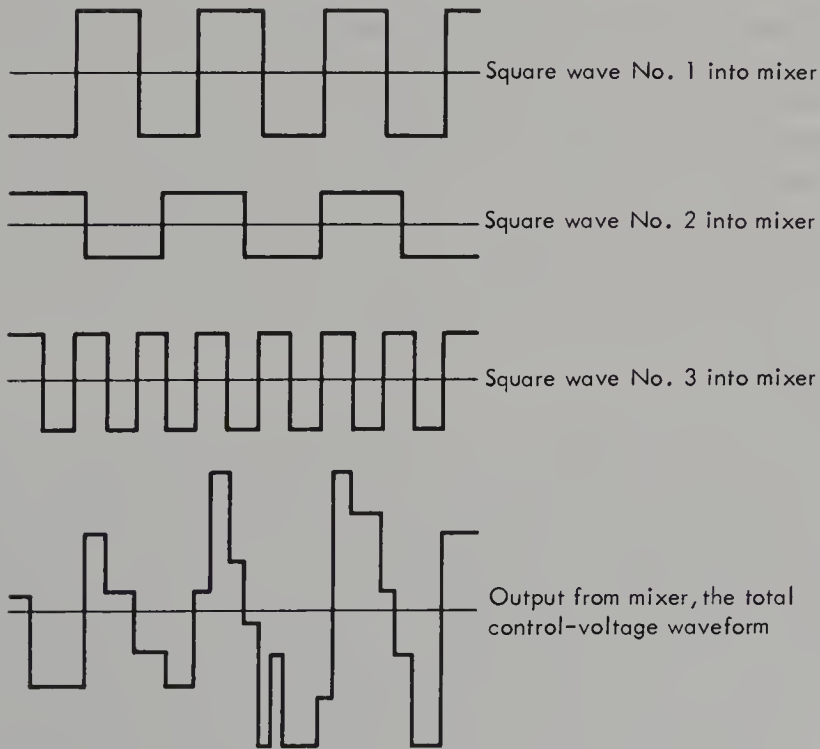 Square wave No. 1 into mixer
Square wave No. 2 into mixer
Square wave No. 3 into mixer
Output from mixer, the total
control-voltage waveform